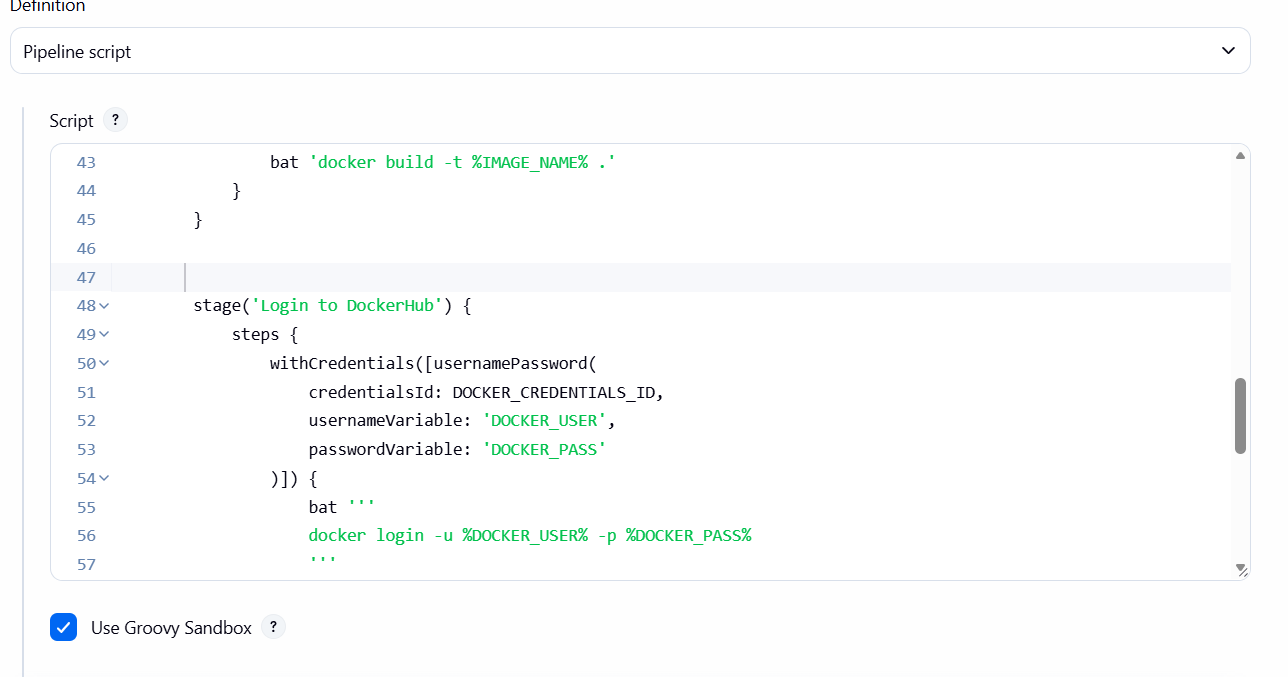 Definition
Pipeline script
Script ?
43 bat 'docker build -t %IMAGE_NAME% .'
44 }
45 }
46
47
48 stage('Login to DockerHub') {
49 steps {
50 withCredentials([usernamePassword(
51 credentialsId: DOCKER_CREDENTIALS_ID,
52 usernameVariable: 'DOCKER_USER',
53 passwordVariable: 'DOCKER_PASS'
54 )]) {
55 bat '''
56 docker login -u %DOCKER_USER% -p %DOCKER_PASS%
57 '''
Use Groovy Sandbox ?